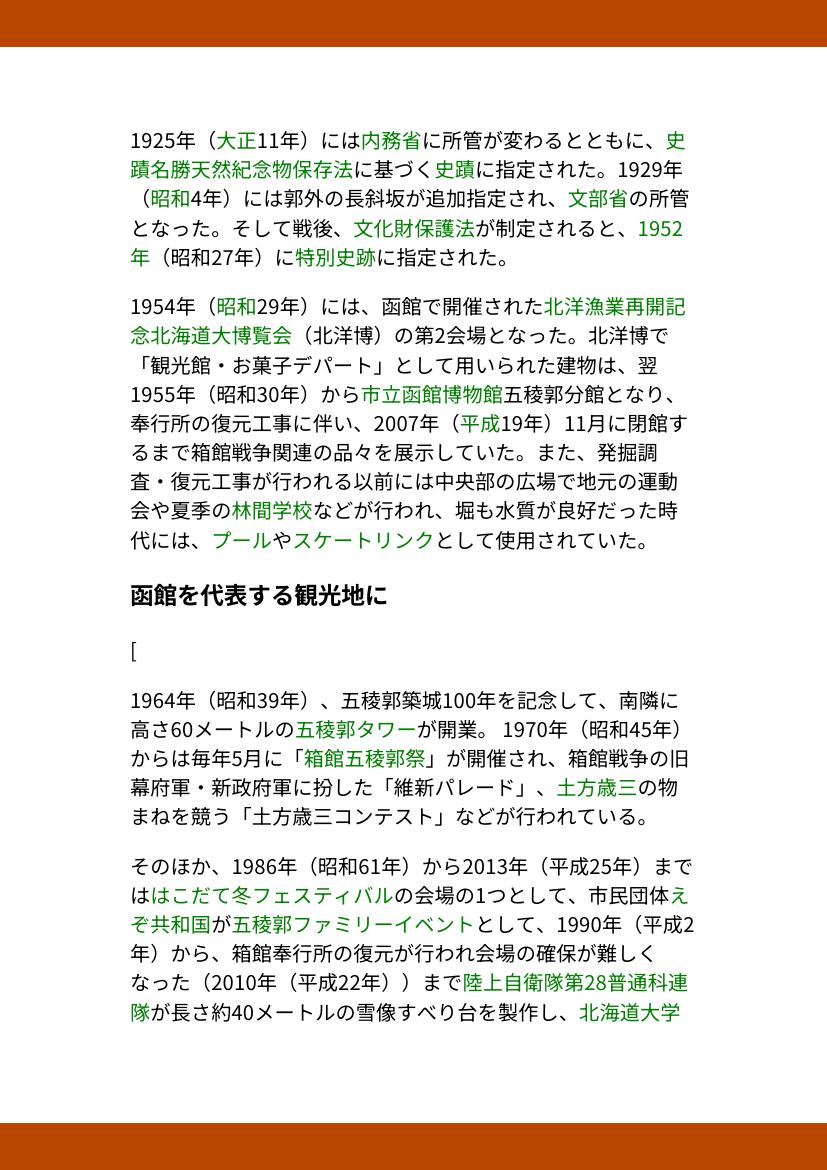 1925年（大正11年）には内務省に所管が変わるとともに、史
蹟名勝天然紀念物保存法に基づく史蹟に指定された。1929年
（昭和4年）には郭外の長斜坂が追加指定され、文部省の所管
となった。そして戦後、文化財保護法が制定されると、1952
年（昭和27年）に特別史跡に指定された。
1954年（昭和29年）には、函館で開催された北洋漁業再開記
念北海道大博覧会（北洋博）の第2会場となった。北洋博で
「観光館・お菓子デパート」として用いられた建物は、翌
1955年（昭和30年）から市立函館博物館五稜郭分館となり、
奉行所の復元工事に伴い、2007年（平成19年）11月に閉館す
るまで箱館戦争関連の品々を展示していた。また、発掘調
査・復元工事が行われる以前には中央部の広場で地元の運動
会や夏季の林間学校などが行われ、堀も水質が良好だった時
代には、プールやスケートリンクとして使用されていた。
函館を代表する観光地に
[
1964年（昭和39年）、五稜郭築城100年を記念して、南隣に
高さ60メートルの五稜郭タワーが開業。 1970年（昭和45年）
からは毎年5月に「箱館五稜郭祭」が開催され、箱館戦争の旧
幕府軍・新政府軍に扮した「維新パレード」、土方歳三の物
まねを競う「土方歳三コンテスト」などが行われている。
そのほか、1986年（昭和61年）から2013年（平成25年）まで
ははこだて冬フェスティバルの会場の1つとして、市民団体え
ぞ共和国が五稜郭ファミリーイベントとして、1990年（平成2
年）から、箱館奉行所の復元が行われ会場の確保が難しく
なった（2010年（平成22年））まで陸上自衛隊第28普通科連
隊が長さ約40メートルの雪像すべり台を製作し、北海道大学